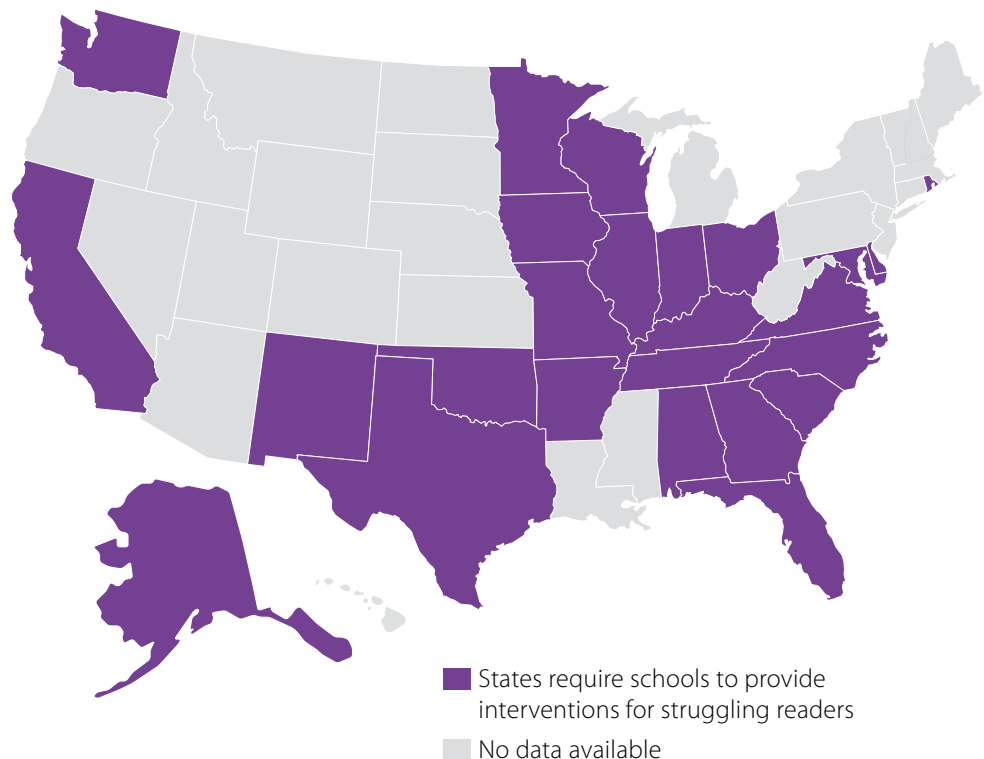 States require schools to provide
interventions for struggling readers
No data available